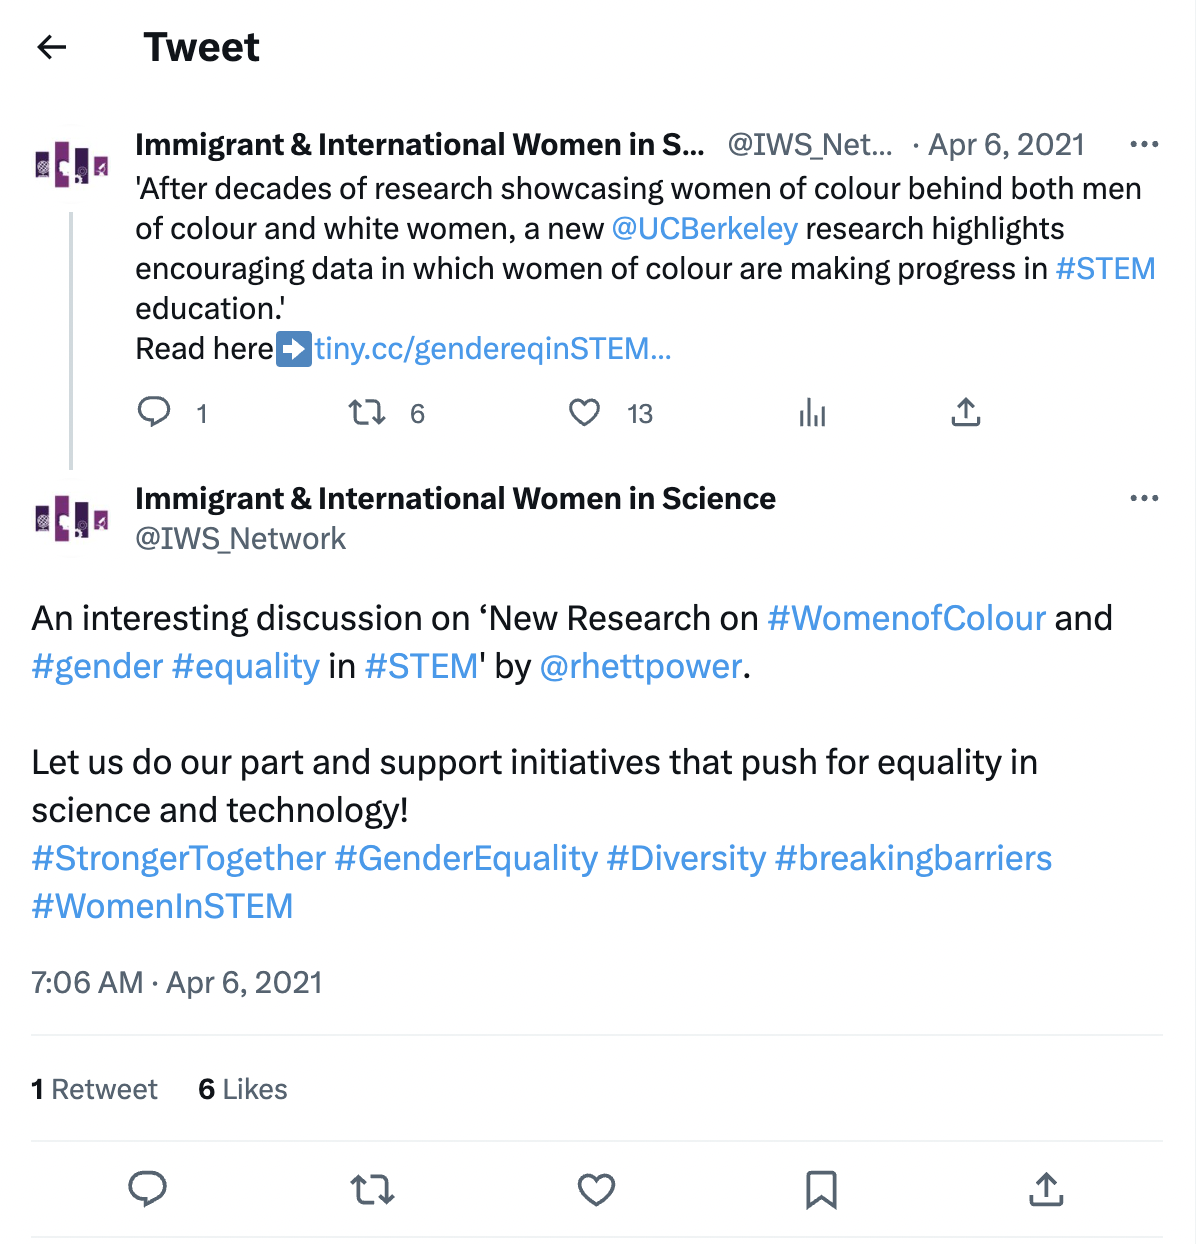 Tweet
Immigrant & International Women in S... @IWS_Net... · Apr 6, 2021
'After decades of research showcasing women of colour behind both men
of colour and white women, a new @UCBerkeley research highlights
encouraging data in which women of colour are making progress in #STEM
education.'
Read here➡️tiny.cc/gendereqinSTEM...
1 6 13
Immigrant & International Women in Science
@IWS_Network
An interesting discussion on ‘New Research on #WomenofColour and
#gender #equality in #STEM' by @rhettpower.
Let us do our part and support initiatives that push for equality in
science and technology!
#StrongerTogether #GenderEquality #Diversity #breakingbarriers
#WomenInSTEM
7:06 AM · Apr 6, 2021
1 Retweet 6 Likes